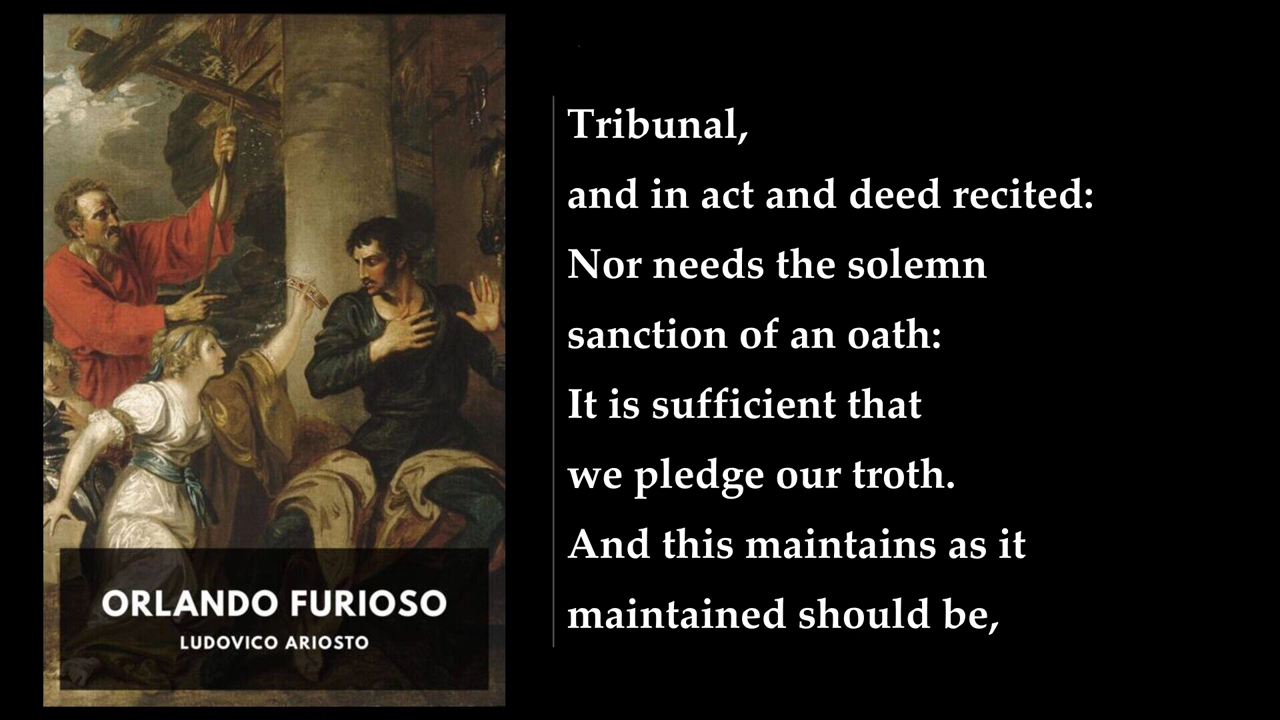 ORLANDO FURIOSO
LUDOVICO ARIOSTO
Tribunal,
and in act and deed recited:
Nor needs the solemn
sanction of an oath:
It is sufficient that
we pledge our troth.
And this maintains as it
maintained should be,